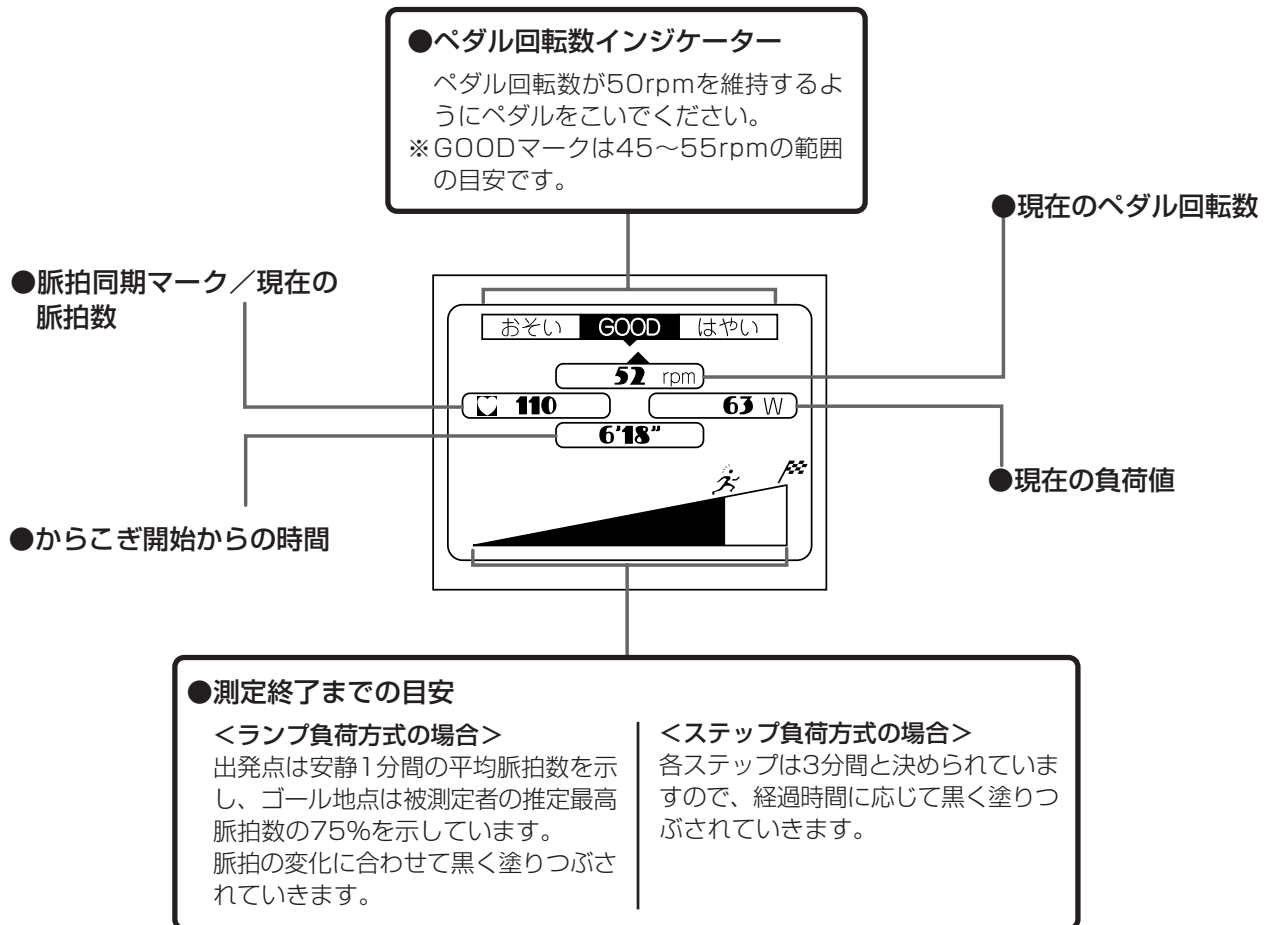 ●ペダル回転数インジケーター
ペダル回転数が50rpmを維持するよ
うにペダルをこいでください。
※GOODマークは45～55rpmの範囲
の目安です。
●現在のペダル回転数
●脈拍同期マーク／現在の
脈拍数
おそい GOOD はやい
52 rpm
110
63 W
6'18"
●現在の負荷値
●からこぎ開始からの時間
●測定終了までの目安
＜ランプ負荷方式の場合＞
出発点は安静1分間の平均脈拍数を示
し、ゴール地点は被測定者の推定最高
脈拍数の75%を示しています。
脈拍の変化に合わせて黒く塗りつぶさ
れていきます。
＜ステップ負荷方式の場合＞
各ステップは3分間と決められていま
すので、経過時間に応じて黒く塗りつ
ぶされていきます。